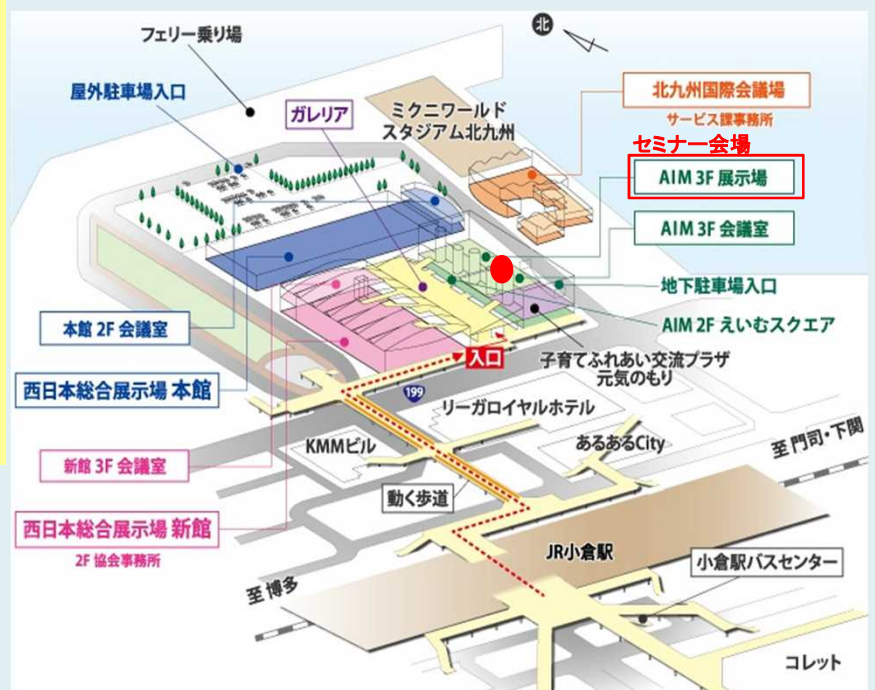 北
フェリー乗り場
屋外駐車場入口
ガレリア
ミクニワールド
スタジアム北九州
北九州国際会議場
サービス課事務所
セミナー会場
AIM 3F 展示場
AIM 3F 会議室
地下駐車場入口
AIM 2F えいむスクエア
本館 2F 会議室
子育てふれあい交流プラザ
元気のもり
入口
西日本総合展示場 本館
199
リーガロイヤルホテル
KMMビル
あるあるCity
至 門司・下関
新館 3F 会議室
動く歩道
西日本総合展示場 新館
2F 協会事務所
JR小倉駅
小倉駅バスセンター
至 博多
コレット